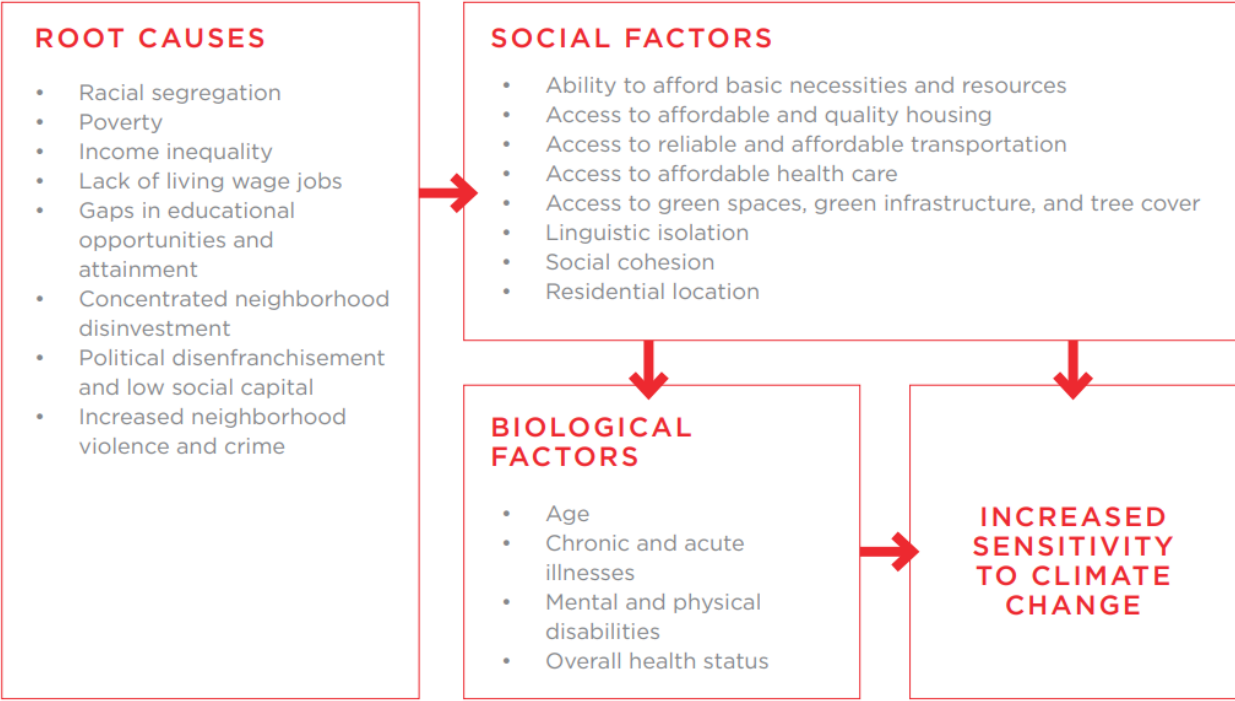 ROOT CAUSES
• Racial segregation
• Poverty
• Income inequality
• Lack of living wage jobs
• Gaps in educational
opportunities and
attainment
• Concentrated neighborhood
disinvestment
• Political disenfranchisement
and low social capital
• Increased neighborhood
violence and crime
SOCIAL FACTORS
• Ability to afford basic necessities and resources
• Access to affordable and quality housing
• Access to reliable and affordable transportation
• Access to affordable health care
• Access to green spaces, green infrastructure, and tree cover
• Linguistic isolation
• Social cohesion
• Residential location
BIOLOGICAL
FACTORS
• Age
• Chronic and acute
illnesses
• Mental and physical
disabilities
• Overall health status
INCREASED
SENSITIVITY
TO CLIMATE
CHANGE